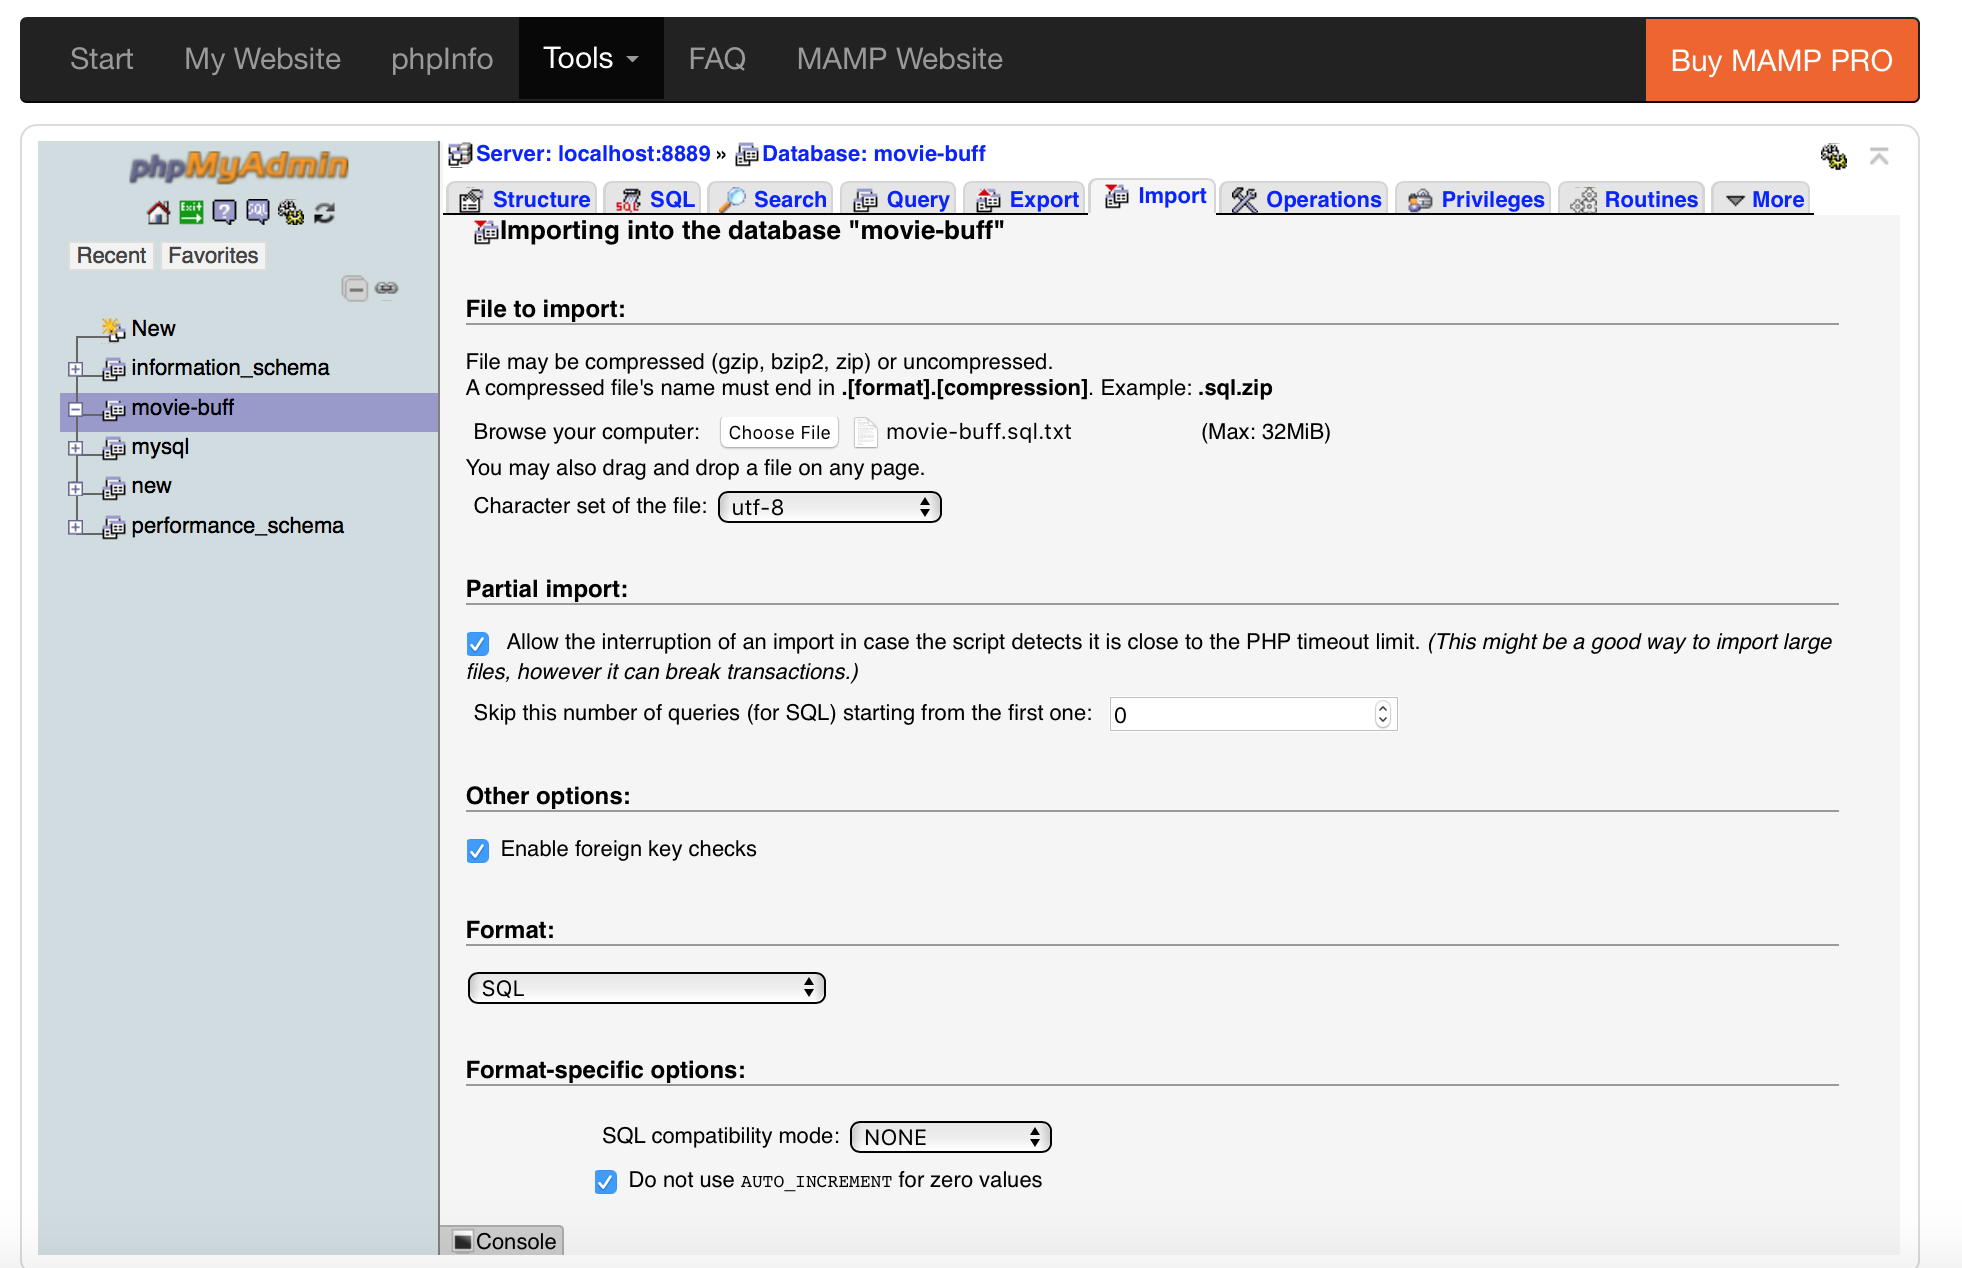 Start My Website phpInfo Tools FAQ MAMP Website Buy MAMP PRO
phpMyAdmin
Recent Favorites
New
information_schema
movie-buff
mysql
new
performance_schema
Server: localhost:8889 » Database: movie-buff
Structure SQL Search Query Export Import Operations Privileges Routines More
Importing into the database "movie-buff"
File to import:
File may be compressed (gzip, bzip2, zip) or uncompressed.
A compressed file's name must end in .[format].[compression]. Example: .sql.zip
Browse your computer: Choose File movie-buff.sql.txt (Max: 32MiB)
You may also drag and drop a file on any page.
Character set of the file: utf-8
Partial import:
Allow the interruption of an import in case the script detects it is close to the PHP timeout limit. (This might be a good way to import large
files, however it can break transactions.)
Skip this number of queries (for SQL) starting from the first one: 0
Other options:
Enable foreign key checks
Format:
SQL
Format-specific options:
SQL compatibility mode: NONE
Do not use AUTO_INCREMENT for zero values
Console